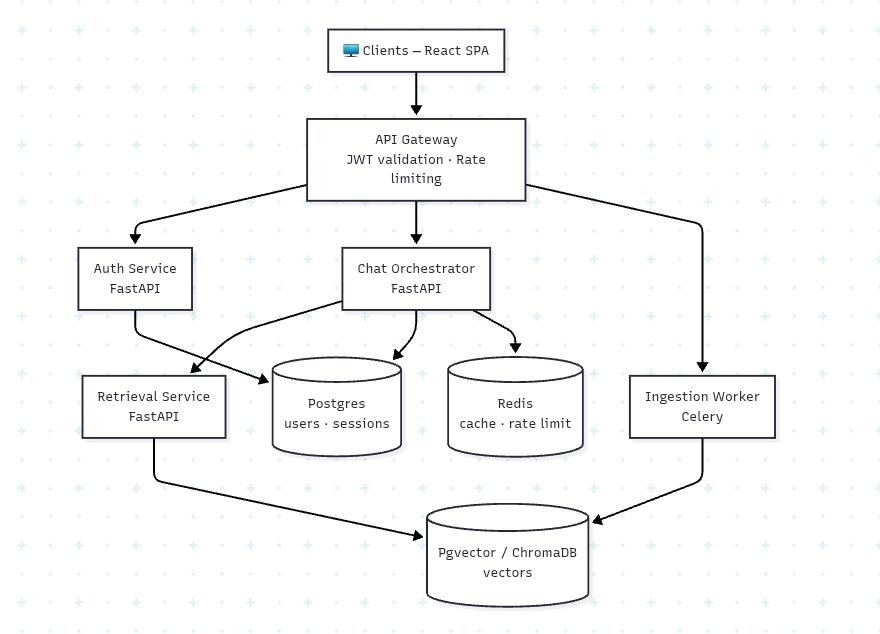 Clients – React SPA
API Gateway
JWT validation · Rate
limiting
Auth Service
FastAPI
Chat Orchestrator
FastAPI
Retrieval Service
FastAPI
Postgres
users · sessions
Redis
cache · rate limit
Ingestion Worker
Celery
Pgvector / ChromaDB
vectors